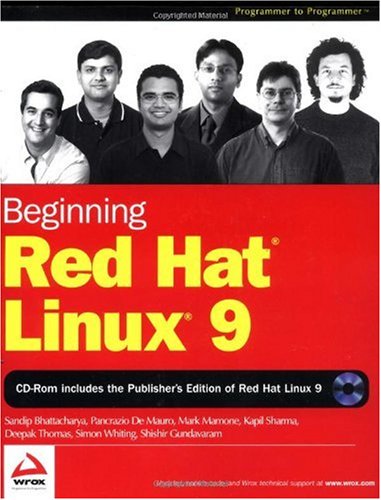 Copyrighted Material
Programmer to Programmer™
Beginning
Red Hat®
Linux® 9
CD-Rom includes the Publisher's Edition of Red Hat Linux 9
Sandip Bhattacharya, Pancrazio De Mauro, Mark Mamone, Kapil Sharma,
Deepak Thomas, Simon Whiting, Shishir Gundavaram
wrox
and Wrox technical support at www.wrox.com